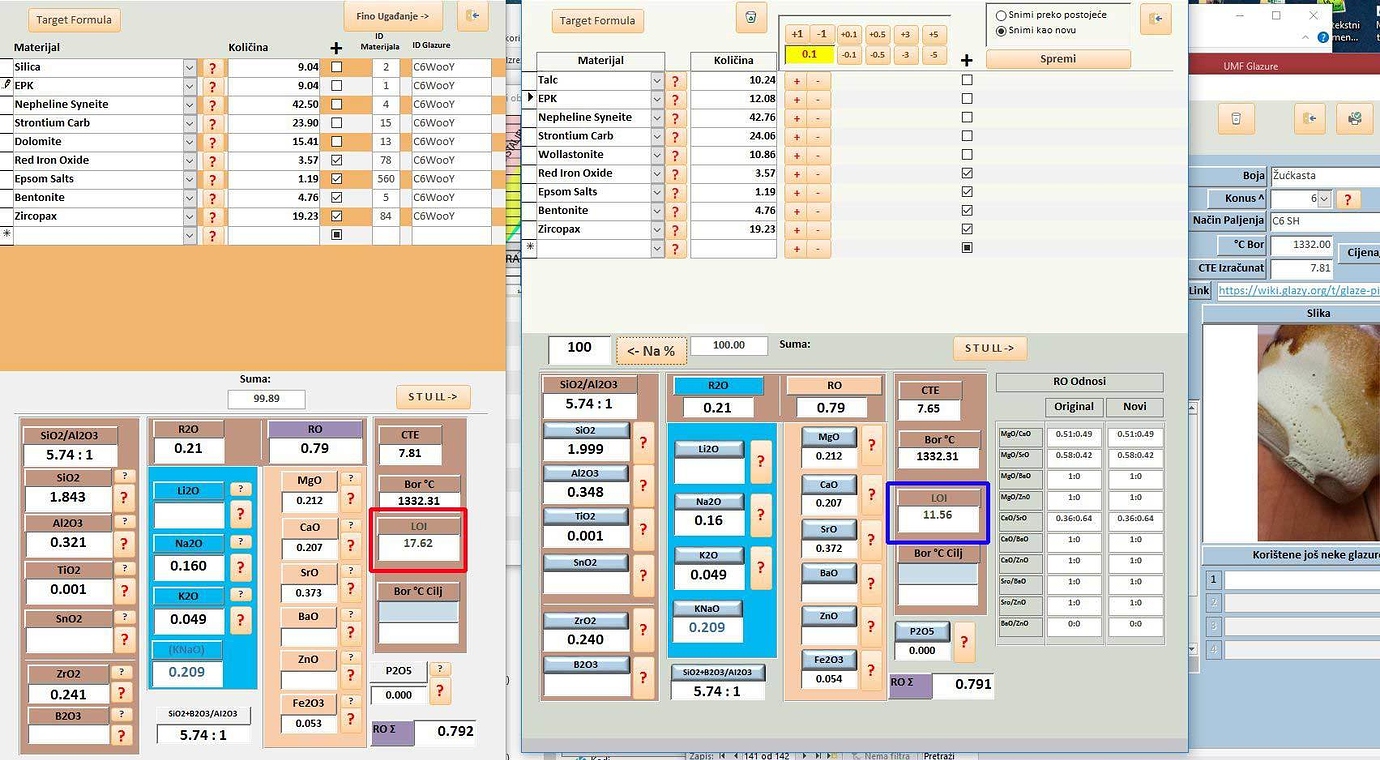 Target Formula
Fino Ugađanje ->
Materijal
Količina
+
ID Materijala
ID Glazure
Silica ? 9.04 2 C6WooY
EPK ? 9.04 1 C6WooY
Nepheline Syneite ? 42.50 4 C6WooY
Strontium Carb ? 23.90 15 C6WooY
Dolomite ? 15.41 13 C6WooY
Red Iron Oxide ? 3.57 78 C6WooY
Epsom Salts ? 1.19 560 C6WooY
Bentonite ? 4.76 5 C6WooY
Zircopax ? 19.23 84 C6WooY
* ?
Suma:
99.89
S T U L L ->
SiO2/Al2O3
5.74 : 1
SiO2 ?
1.843 ?
Al2O3 ?
0.321 ?
TiO2 ?
0.001 ?
SnO2 ?
?
ZrO2 ?
0.241 ?
B2O3 ?
?
R2O
0.21
Li2O ?
?
Na2O ?
0.160 ?
K2O ?
0.049 ?
(KNaO)
0.209
SiO2+B2O3/Al2O3
5.74 : 1
RO
0.79
MgO ?
0.212 ?
CaO ?
0.207 ?
SrO ?
0.373 ?
BaO ?
?
ZnO ?
?
Fe2O3 ?
0.053 ?
CTE
7.81
Bor °C
1332.31
LOI
17.62
Bor °C Cilj
P2O5 ?
0.000 ?
RO Σ 0.792
Target Formula
+1 -1 +0.1 +0.5 +3 +5
0.1 -0.1 -0.5 -3 -5
Snimi preko postojeće
Snimi kao novu
Spremi
Materijal
Količina
+
Talc ? 10.24 + -
EPK ? 12.08 + -
Nepheline Syneite ? 42.76 + -
Strontium Carb ? 24.06 + -
Wollastonite ? 10.86 + -
Red Iron Oxide ? 3.57 + -
Epsom Salts ? 1.19 + -
Bentonite ? 4.76 + -
Zircopax ? 19.23 + -
* ? + -
100
<- Na %
100.00
Suma:
S T U L L ->
SiO2/Al2O3
5.74 : 1
SiO2
1.999 ?
Al2O3
0.348 ?
TiO2
0.001 ?
SnO2
?
ZrO2
0.240 ?
B2O3
?
R2O
0.21
Li2O
?
Na2O
0.16 ?
K2O
0.049 ?
KNaO
0.209
SiO2+B2O3/Al2O3
5.74 : 1
RO
0.79
MgO
0.212 ?
CaO
0.207 ?
SrO
0.372 ?
BaO
?
ZnO
?
Fe2O3
0.054 ?
CTE
7.65
Bor °C
1332.31
LOI
11.56
Bor °C Cilj
P2O5
0.000 ?
RO Σ 0.791
RO Odnosi
Original Novi
MgO/CaO 0.51:0.49 0.51:0.49
MgO/SrO 0.58:0.42 0.58:0.42
MgO/BaO 1:0 1:0
MgO/ZnO 1:0 1:0
CaO/SrO 0.36:0.64 0.36:0.64
CaO/BaO 1:0 1:0
CaO/ZnO 1:0 1:0
Sro/BaO 1:0 1:0
Sro/ZnO 1:0 1:0
BaO/ZnO 0:0 0:0
Zapis: 141 od 142 Nema filtra Pretraži
UMF Glazure
Boja Žućkasta
Konus ^ 6 ?
Način Paljenja C6 SH
°C Bor 1332.00
Cijena
CTE Izračunat 7.81
Link https://wiki.glazy.org/t/glaze-pi
Slika
Korištene još neke glazure
1
2
3
4